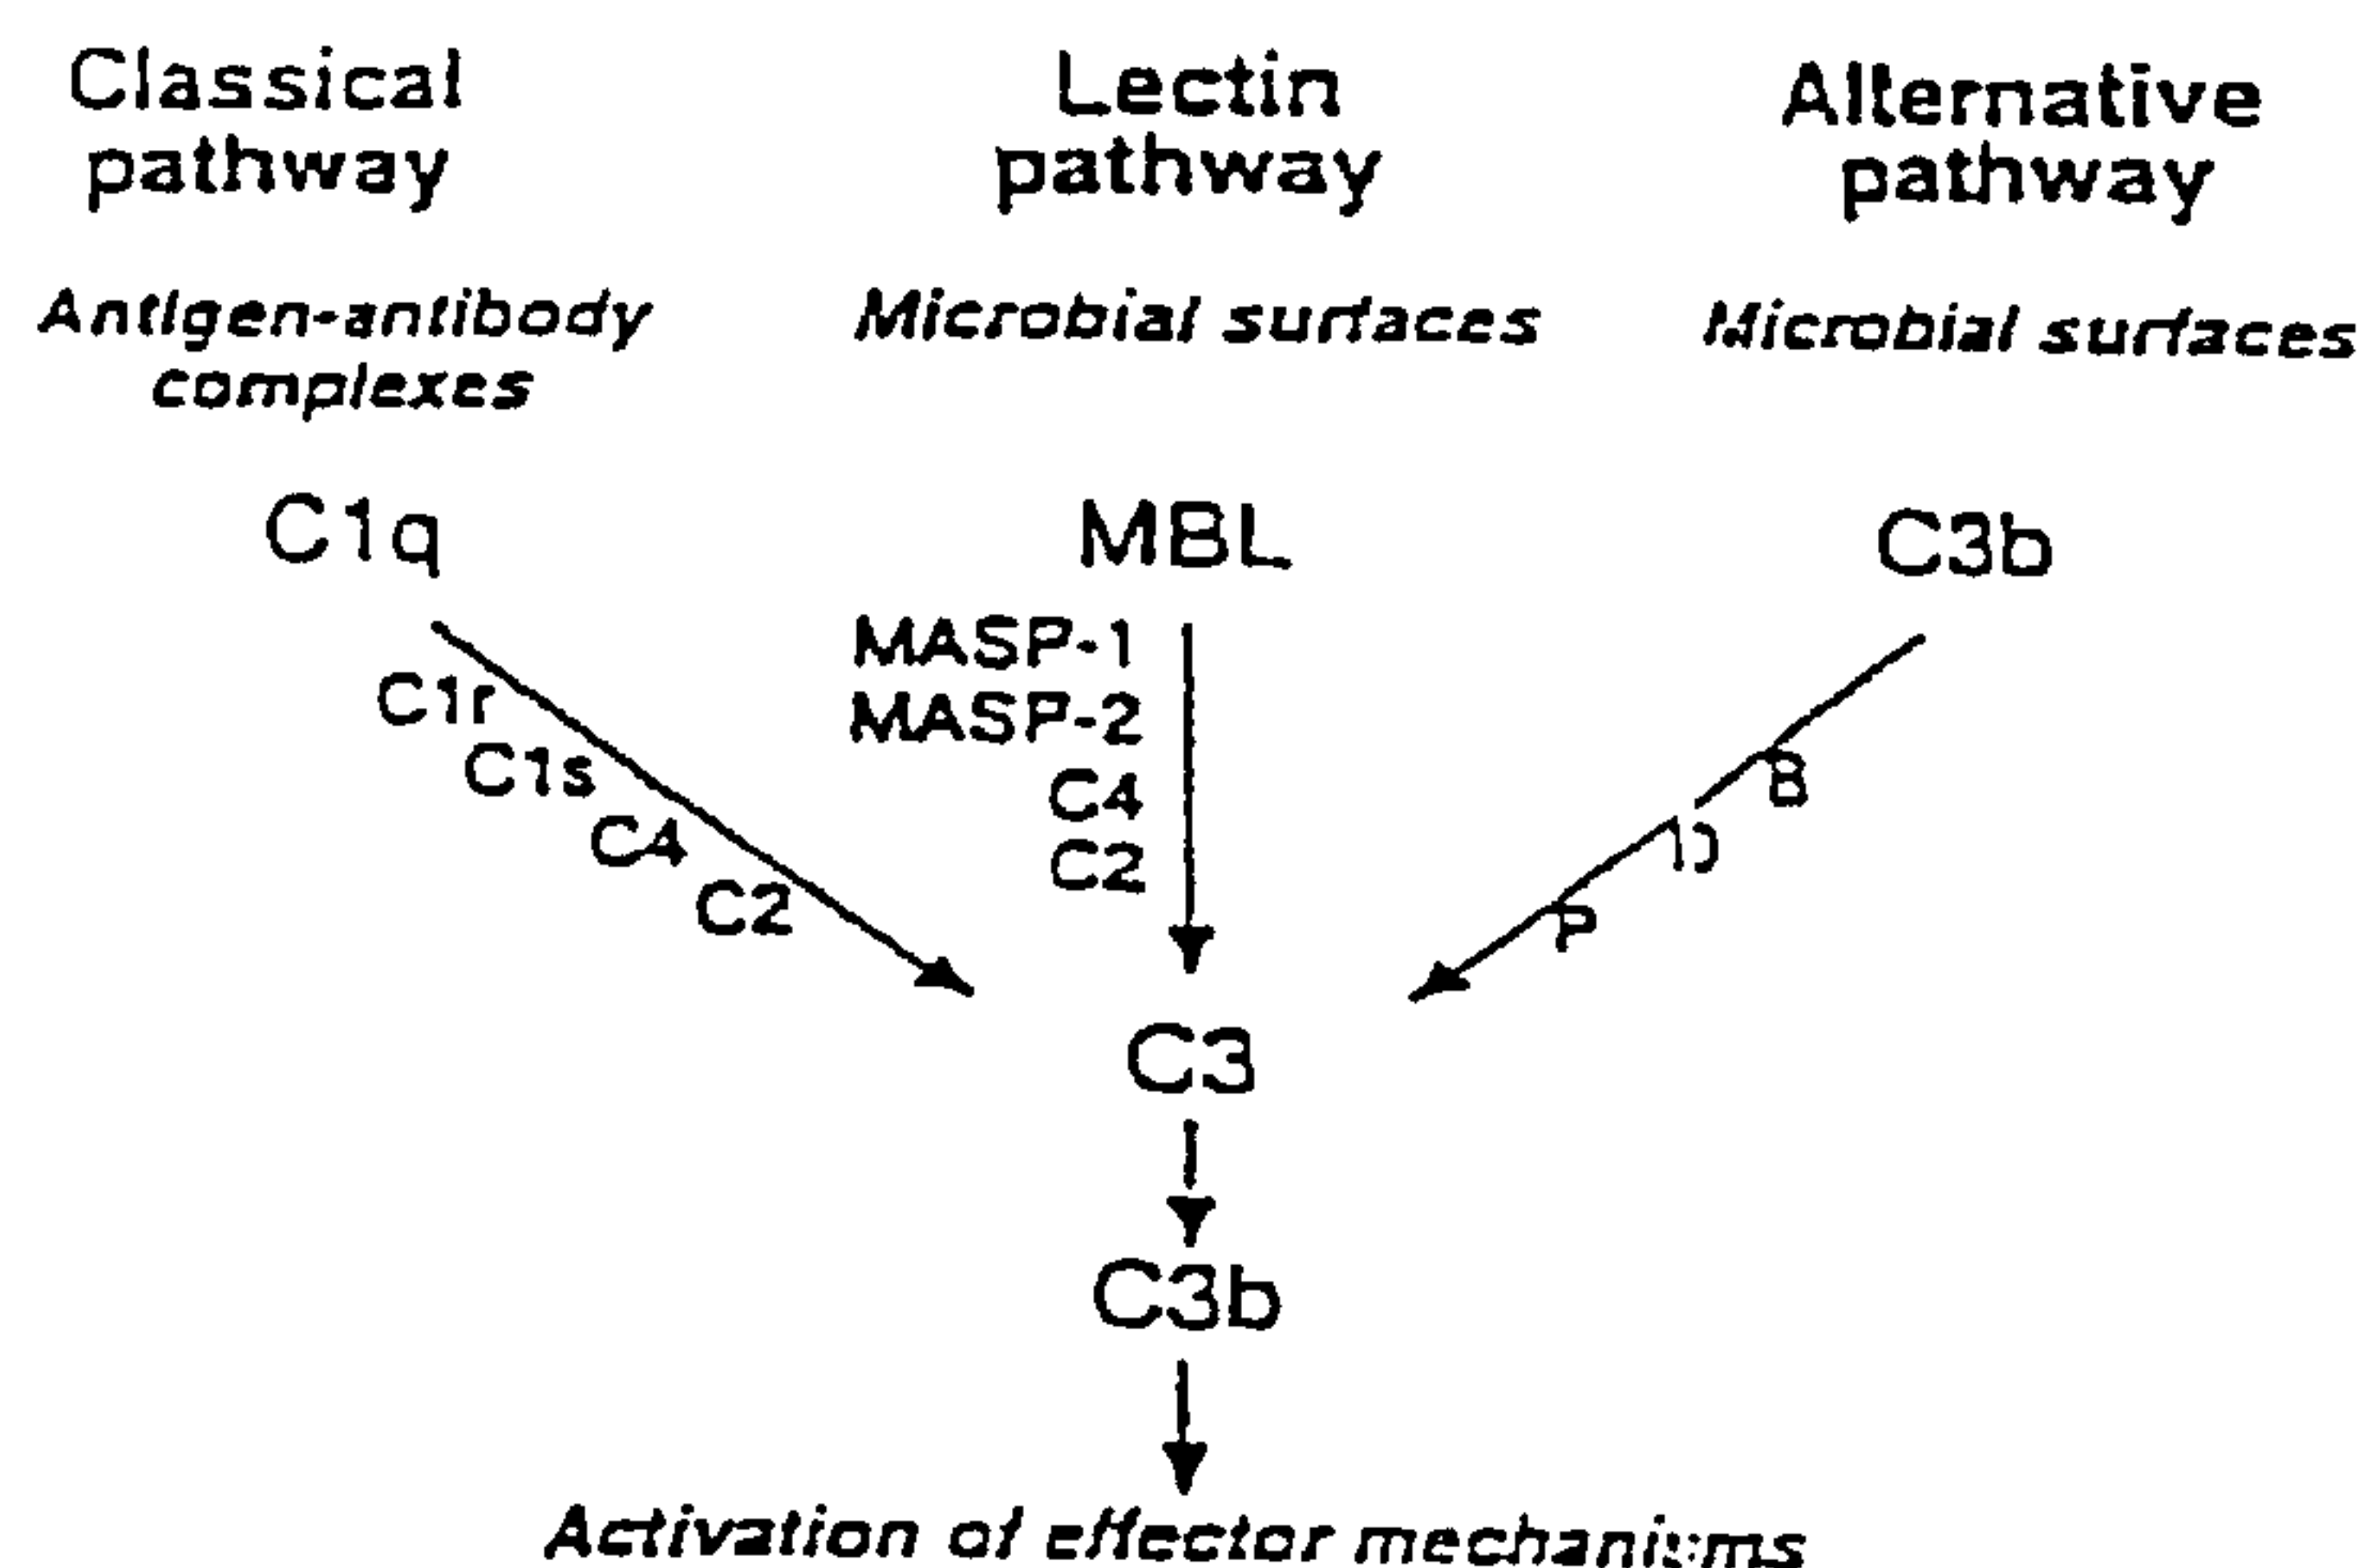 Classical
pathway
Lectin
pathway
Alternative
pathway
Antigen-antibody
complexes
Microbial surfaces
Microbial surfaces
C1q
MBL
C3b
C1r
C1s
C4
C2
MASP-1
MASP-2
C4
C2
B
D
P
C3
C3b
Activation of effector mechanisms